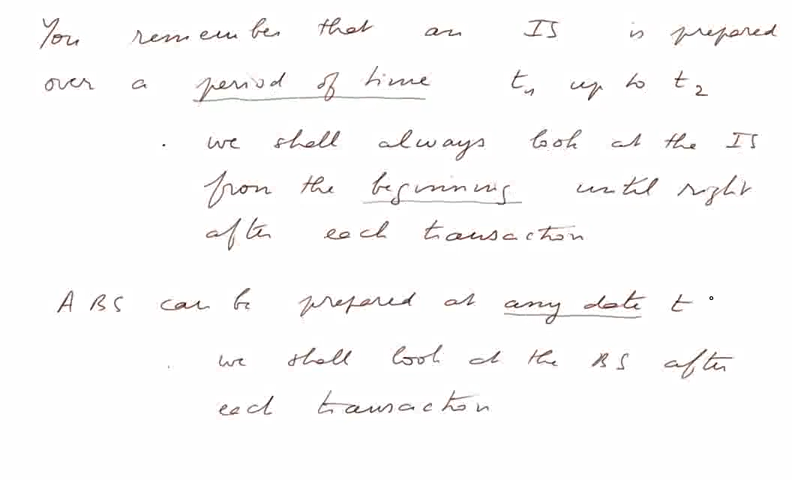 You remember that an IS is prepared
over a period of time t₁ up to t₂
. we shall always look at the IS
from the beginning until right
after each transaction
A BS can be prepared at any date t.
. we shall look at the BS after
each transaction